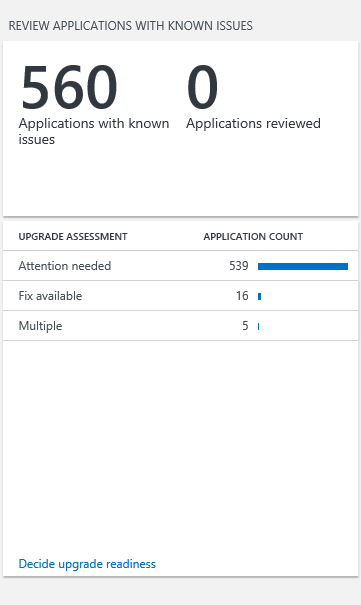 REVIEW APPLICATIONS WITH KNOWN ISSUES
560 0
Applications with known Applications reviewed
issues
UPGRADE ASSESSMENT APPLICATION COUNT
Attention needed 539
Fix available 16
Multiple 5
Decide upgrade readiness